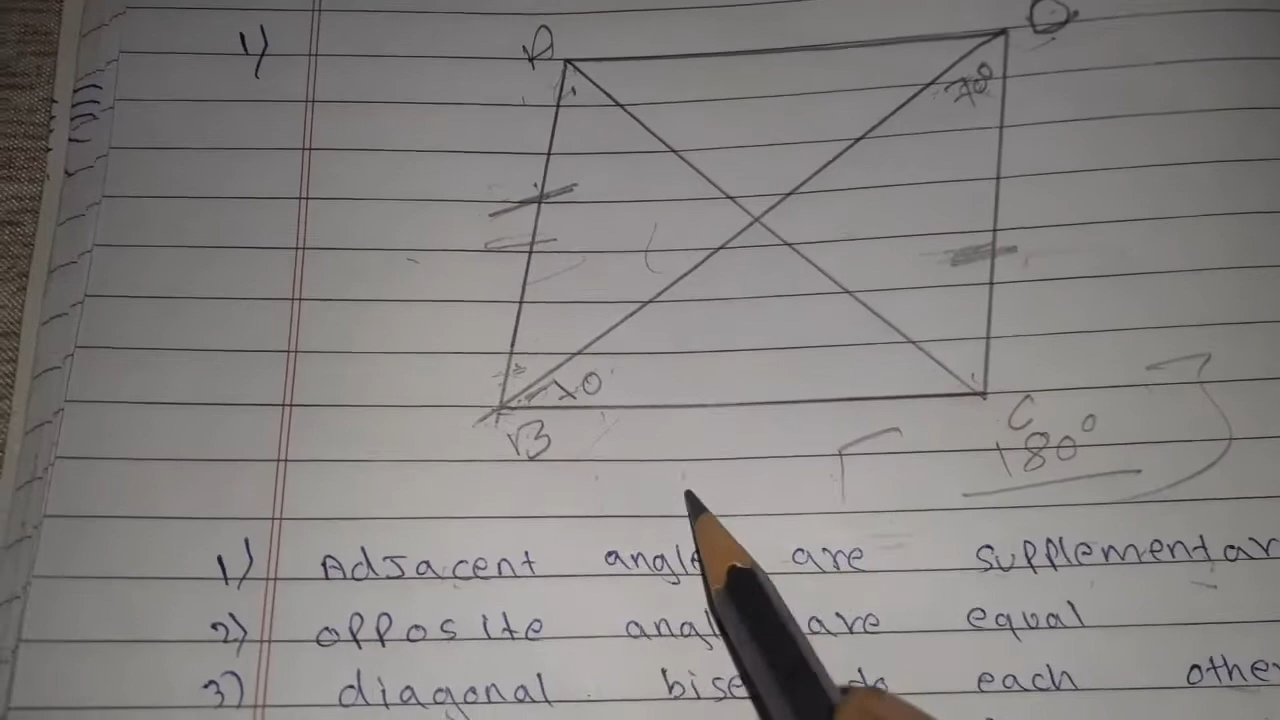 1)
A
70
70
B
C
180°
1) Adjacent angle are supplementar
2) opposite angl are equal
3) diagonal bise each othe